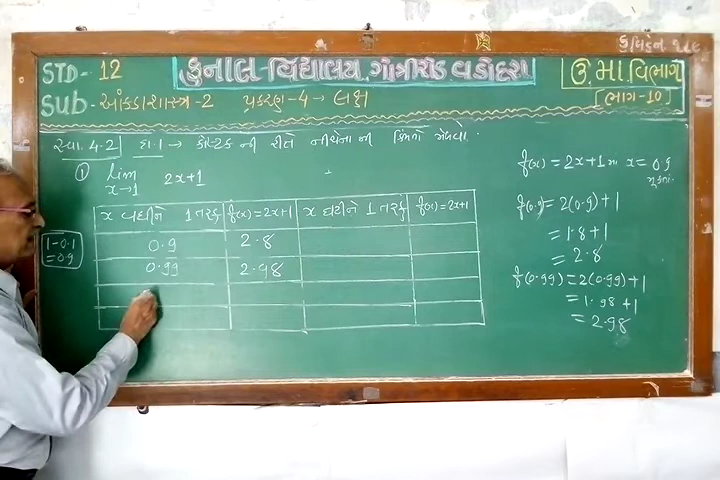 STD- 12
કુનાલ-વિદ્યાલય, ગોત્રીરોડ વડોદરા
ઉ.મા.વિભાગ
Sub - આંકડાશાસ્ત્ર-2 પ્રકરણ-4 → લક્ષ
[ભાગ-10]
સ્વા. 4.2 દા.1 → કોષ્ટક ની રીતે નીચેના ની કિંમતો મેળવો.
① lim x→1 2x+1
x વધીને 1 તરફ f(x)=2x+1 x ઘટીને 1 તરફ f(x)=2x+1
0.9 2.8
0.99 2.98
1-0.1
=0.9
f(x)=2x+1 માં x=0.9
મૂકતાં.
f(0.9)=2(0.9)+1
=1.8+1
=2.8
f(0.99)=2(0.99)+1
=1.98+1
=2.98